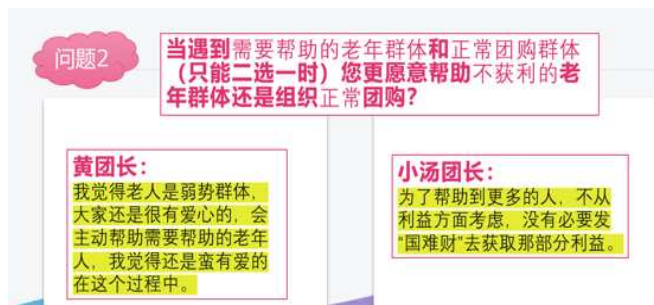 问题2
当遇到需要帮助的老年群体和正常团购群体
（只能二选一时）您更愿意帮助不获利的老
年群体还是组织正常团购？
黄团长：
我觉得老人是弱势群体，
大家还是很有爱心的，会
主动帮助需要帮助的老年
人，我觉得还是蛮有爱的
在这个过程中。
小汤团长：
为了帮助到更多的人，不从
利益方面考虑，没有必要发
“国难财”去获取那部分利益。